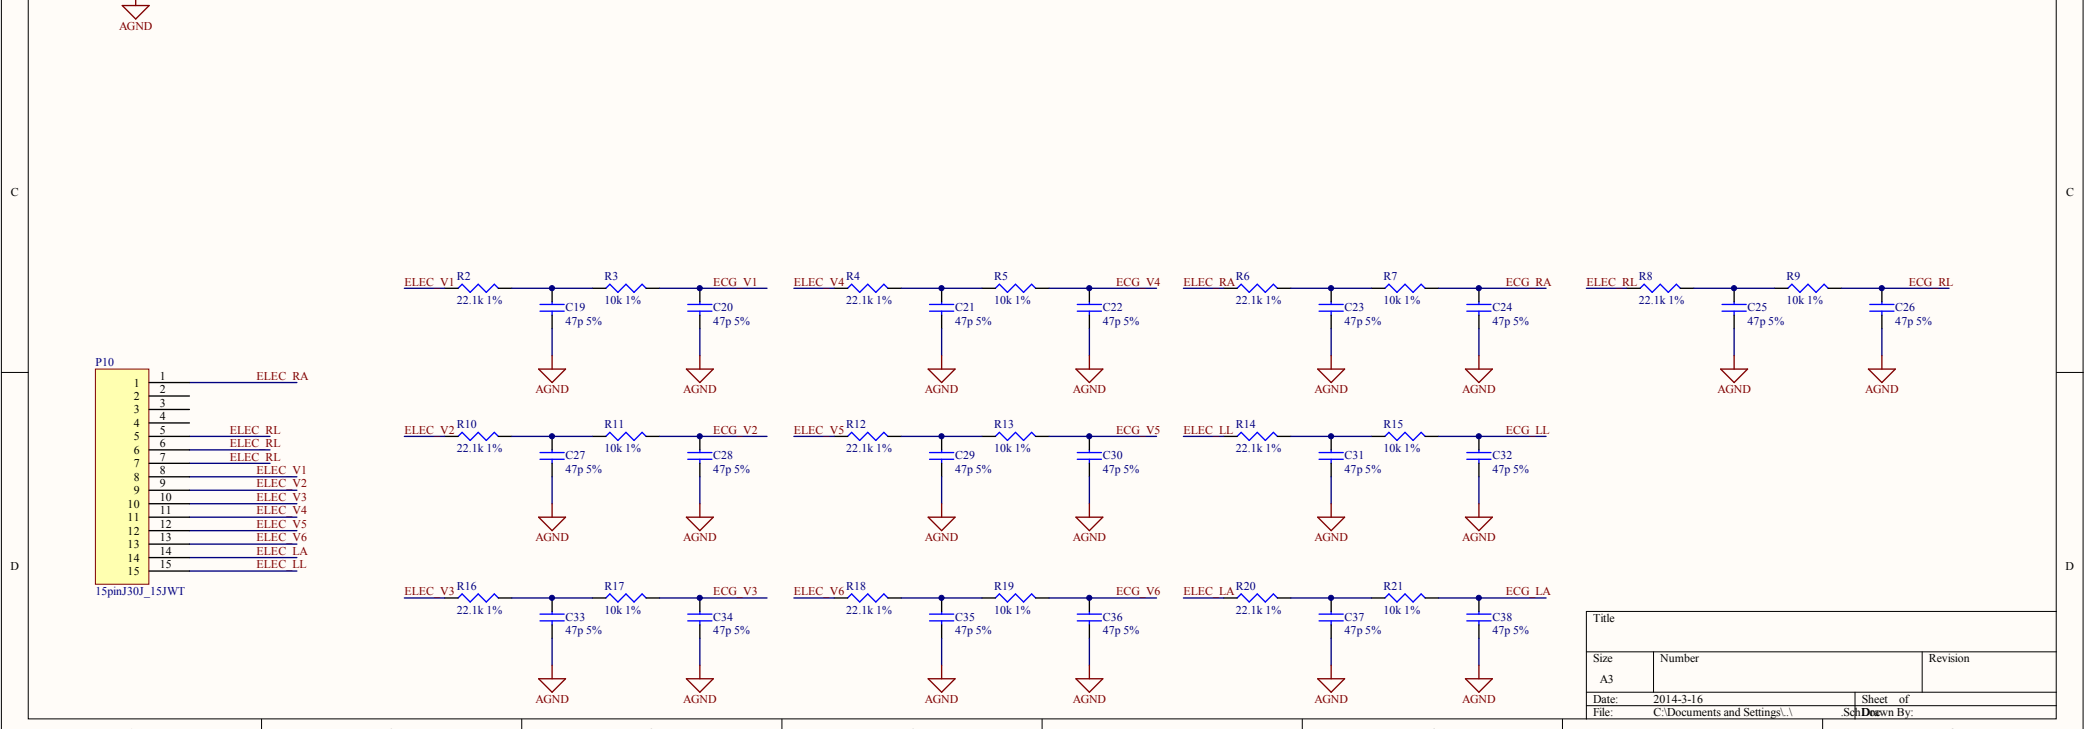 AGND
C
C
ELEC_V1 R2 R3 ECG_V1 ELEC_V4 R4 R5 ECG_V4 ELEC_RA R6 R7 ECG_RA ELEC_RL R8 R9 ECG_RL
22.1k 1% 10k 1% 22.1k 1% 10k 1% 22.1k 1% 10k 1% 22.1k 1% 10k 1%
C19 C20 C21 C22 C23 C24 C25 C26
47p 5% 47p 5% 47p 5% 47p 5% 47p 5% 47p 5% 47p 5% 47p 5%
AGND AGND AGND AGND AGND AGND AGND AGND
P10
1 1 ELEC_RA
2 2
3 3
4 4
5 5 ELEC_RL
6 6 ELEC_RL
7 7 ELEC_RL
8 8 ELEC_V1
9 9 ELEC_V2
10 10 ELEC_V3
11 11 ELEC_V4
12 12 ELEC_V5
13 13 ELEC_V6
14 14 ELEC_LA
15 15 ELEC_LL
15pinJ30J_15JWT
ELEC_V2 R10 R11 ECG_V2 ELEC_V5 R12 R13 ECG_V5 ELEC_LL R14 R15 ECG_LL
22.1k 1% 10k 1% 22.1k 1% 10k 1% 22.1k 1% 10k 1%
C27 C28 C29 C30 C31 C32
47p 5% 47p 5% 47p 5% 47p 5% 47p 5% 47p 5%
AGND AGND AGND AGND AGND AGND
D
D
ELEC_V3 R16 R17 ECG_V3 ELEC_V6 R18 R19 ECG_V6 ELEC_LA R20 R21 ECG_LA
22.1k 1% 10k 1% 22.1k 1% 10k 1% 22.1k 1% 10k 1%
C33 C34 C35 C36 C37 C38
47p 5% 47p 5% 47p 5% 47p 5% 47p 5% 47p 5%
AGND AGND AGND AGND AGND AGND
Title
Size Number Revision
A3
Date: 2014-3-16 Sheet of
File: C:\Documents and Settings\..\ .SchDoc Drawn By: